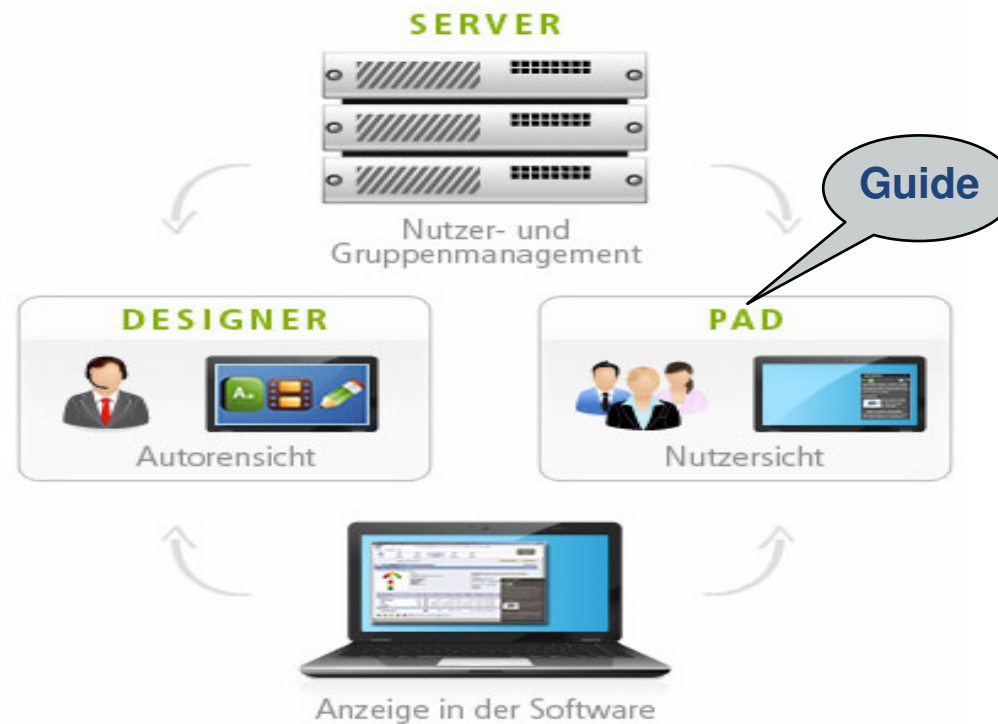 SERVER
Nutzer- und
Gruppenmanagement
Guide
DESIGNER
A
Autorensicht
PAD
Nutzersicht
Anzeige in der Software